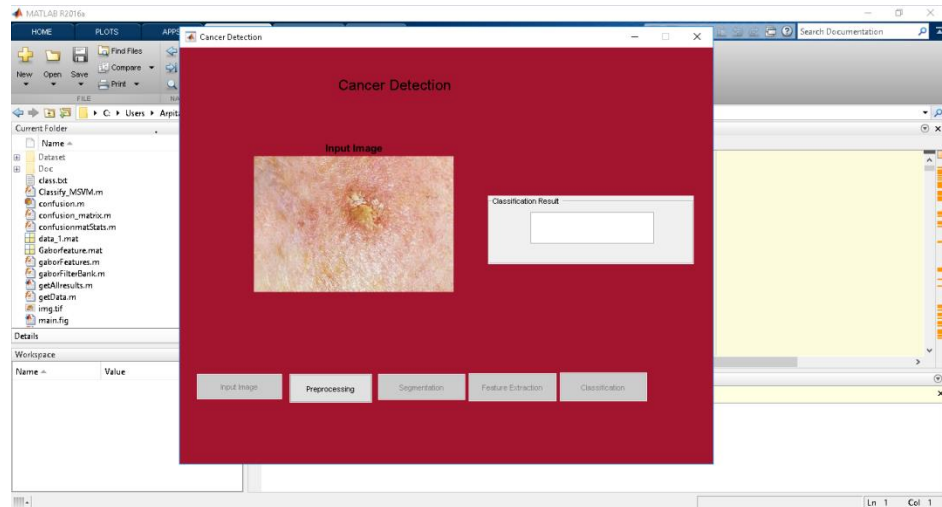 MATLAB R2016a
HOME PLOTS APPS
Search Documentation
New Open Save
Find Files
Compare
Print
FILE
C: Users Arpit
Current Folder
Name
Dataset
Doc
class.txt
Classify_MSVM.m
confusion.m
confusion_matrix.m
confusionmatStats.m
data_1.mat
Gaborfeature.mat
gaborFeatures.m
gaborFilterBank.m
getAllresults.m
getData.m
img.tif
main.fig
Details
Workspace
Name Value
Cancer Detection
Cancer Detection
Input Image
Classification Result
Input Image Preprocessing Segmentation Feature Extraction Classification
Ln 1 Col 1